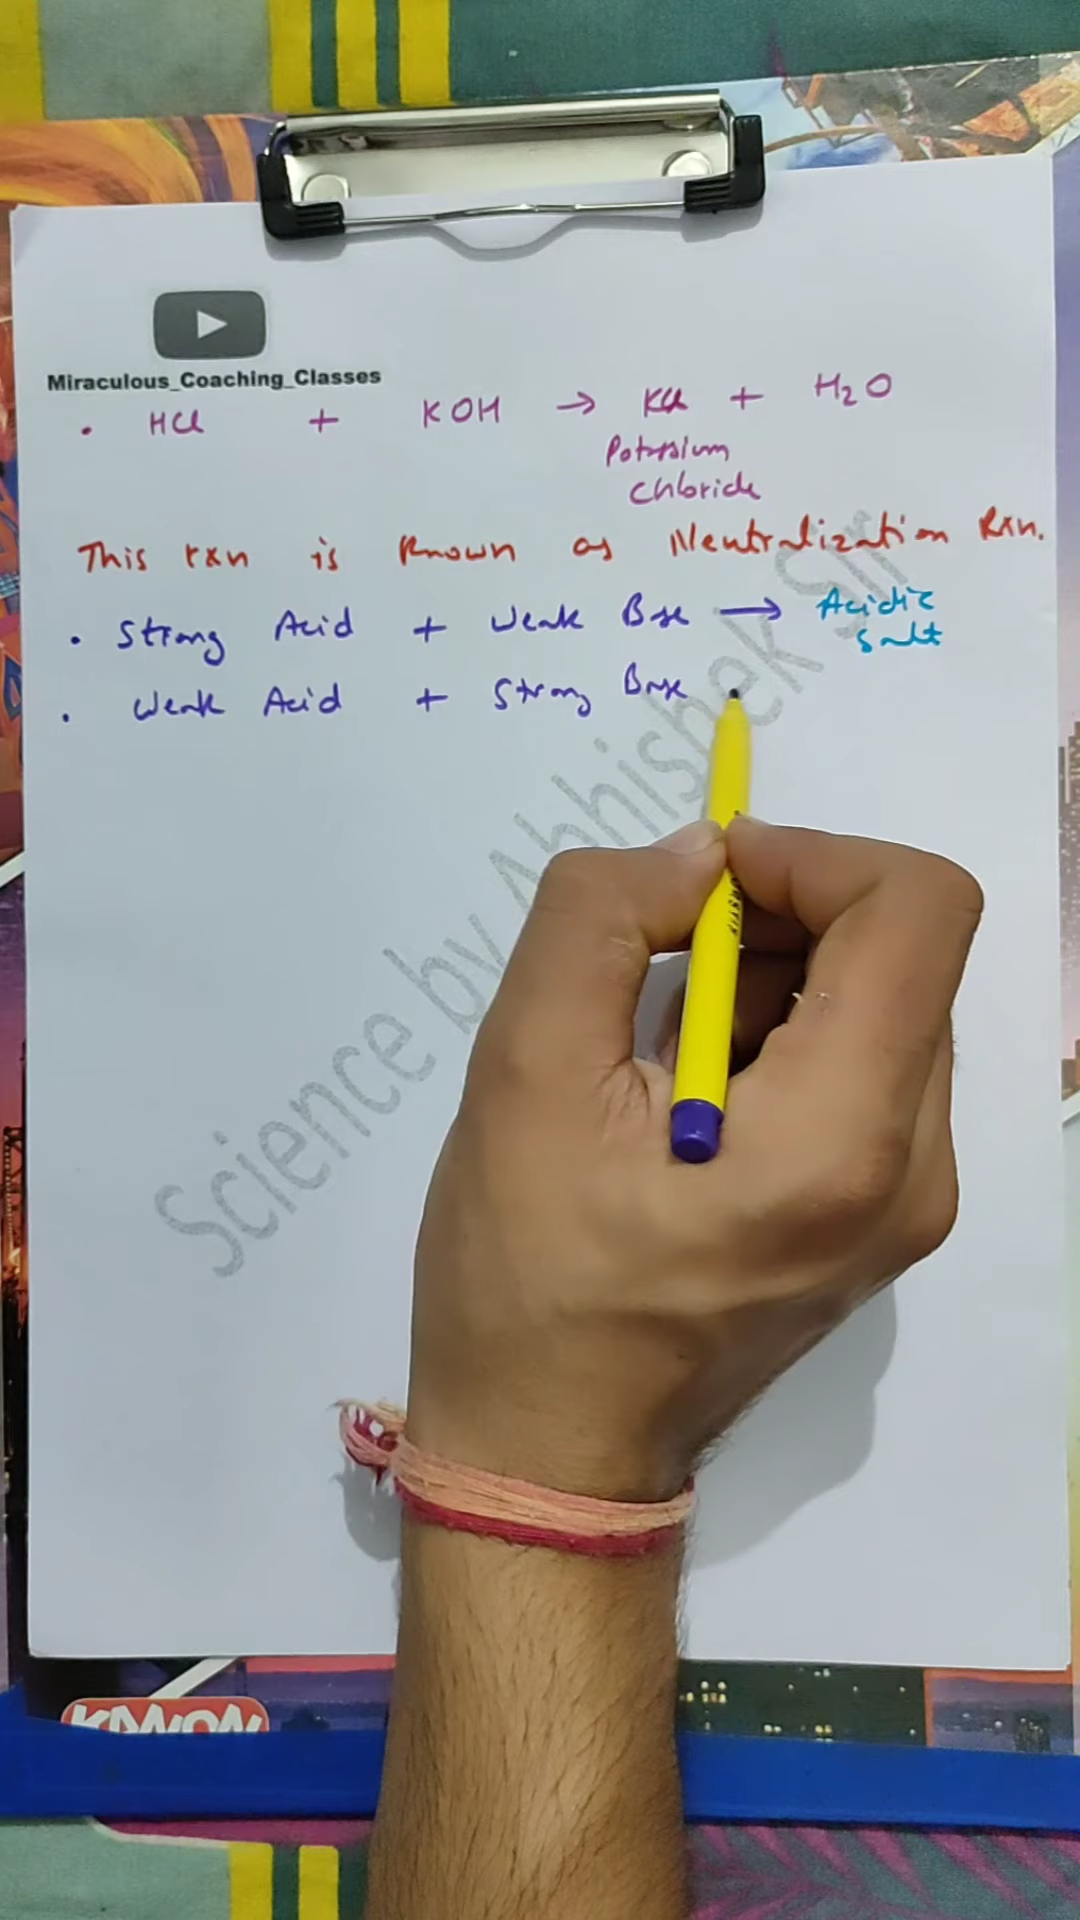 Miraculous_Coaching_Classes
• HCl + KOH → KCl + H₂O
Potassium
Chloride
This rxn is known as Neutralization Rxn.
• Strong Acid + Weak Base → Acidic
Salt
• Weak Acid + Strong Base
Science by Abhishek Sir